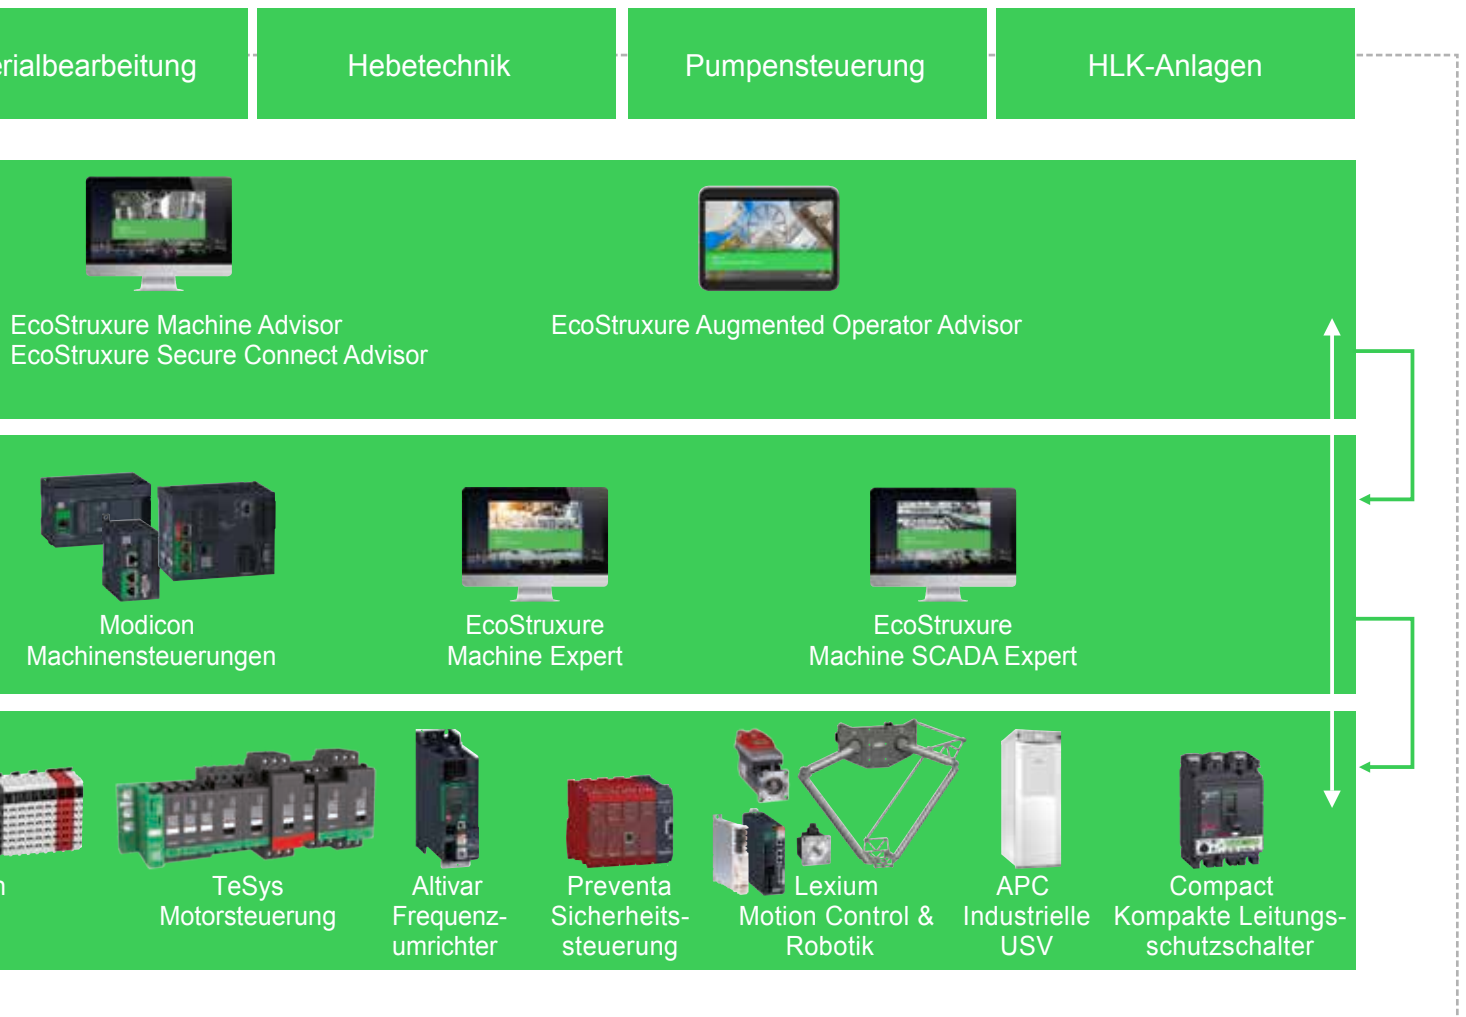 erialbearbeitung
Hebetechnik
Pumpensteuerung
HLK-Anlagen
EcoStruxure Machine Advisor
EcoStruxure Secure Connect Advisor
EcoStruxure Augmented Operator Advisor
Modicon
Machinensteuerungen
EcoStruxure
Machine Expert
EcoStruxure
Machine SCADA Expert
n
TeSys
Motorsteuerung
Altivar
Frequenz-
umrichter
Preventa
Sicherheits-
steuerung
Lexium
Motion Control &
Robotik
APC
Industrielle
USV
Compact
Kompakte Leitungs-
schutzschalter